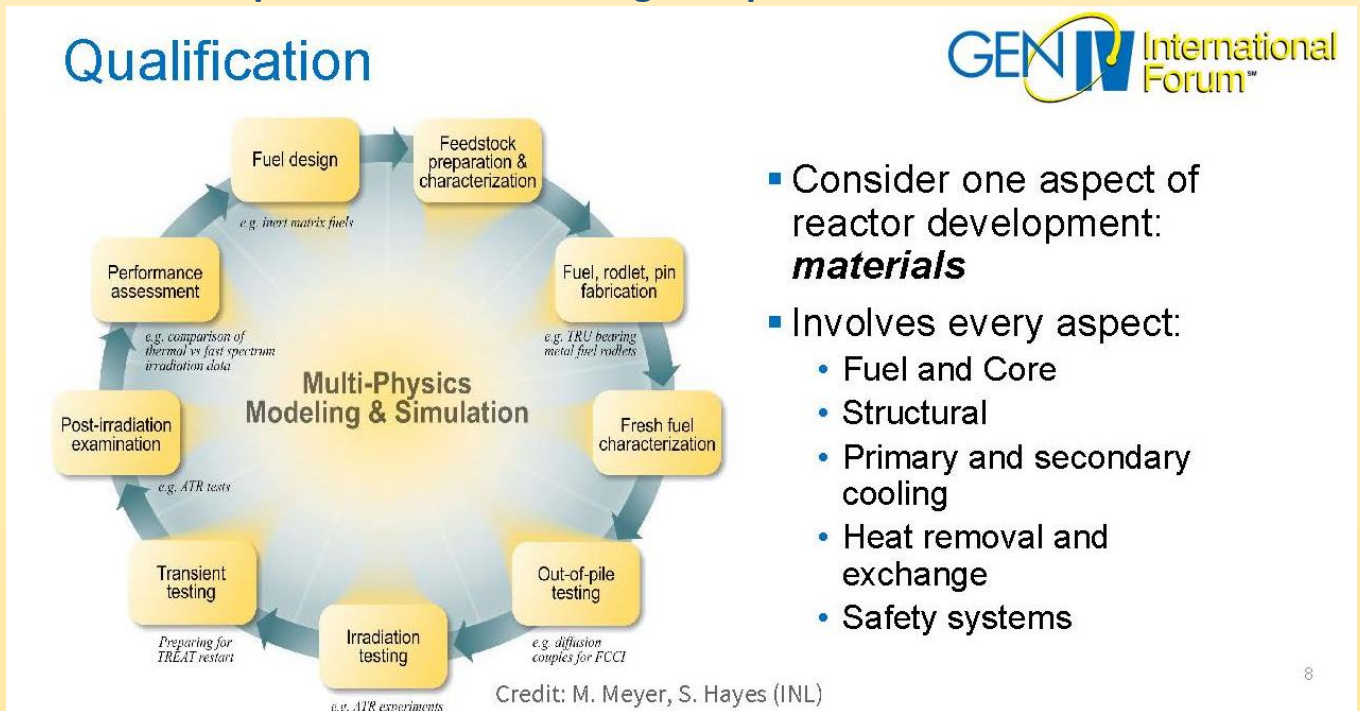 Qualification
GEN IV International
Forum℠
Fuel design
e.g. inert matrix fuels
Feedstock
preparation &
characterization
Fuel, rodlet, pin
fabrication
e.g. TRU bearing
metal fuel rodlets
Fresh fuel
characterization
Out-of-pile
testing
e.g. diffusion
couples for FCCI
Irradiation
testing
e.g. ATR experiments
Transient
testing
Preparing for
TREAT restart
Post-irradiation
examination
e.g. ATR tests
Performance
assessment
e.g. comparison of
thermal vs fast spectrum
irradiation data
Multi-Physics
Modeling & Simulation
Credit: M. Meyer, S. Hayes (INL)
▪ Consider one aspect of
reactor development:
materials
▪ Involves every aspect:
• Fuel and Core
• Structural
• Primary and secondary
cooling
• Heat removal and
exchange
• Safety systems
8